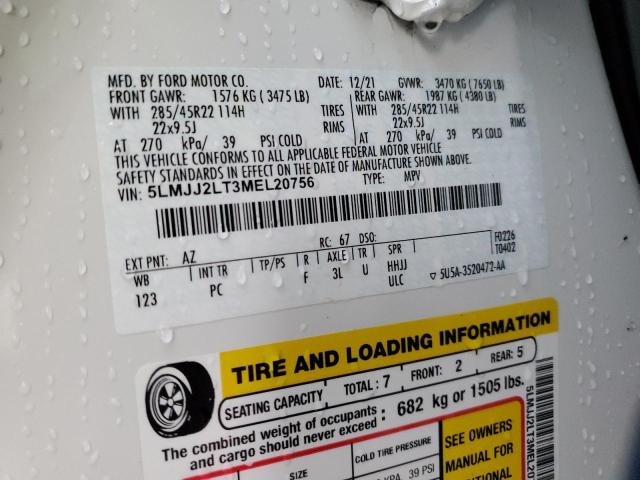 MFD. BY FORD MOTOR CO. DATE: 12/21 GVWR: 3470 KG (7650 LB)
FRONT GAWR: 1576 KG (3475 LB) REAR GAWR: 1987 KG (4380 LB)
WITH 285/45R22 114H TIRES WITH 285/45R22 114H TIRES
22x9.5J RIMS 22x9.5J RIMS
AT 270 kPa/ 39 PSI COLD AT 270 kPa/ 39 PSI COLD
THIS VEHICLE CONFORMS TO ALL APPLICABLE FEDERAL MOTOR VEHICLE
SAFETY STANDARDS IN EFFECT ON THE DATE OF MANUFACTURE SHOWN ABOVE.
VIN: 5LMJJ2LT3MEL20756 TYPE: MPV
EXT PNT: AZ RC: 67 DSO: F0226
WB INT TR TP/PS R AXLE TR SPR T0402
123 PC F 3L U HHJJ
ULC ▽ 5U5A-3520472-AA
TIRE AND LOADING INFORMATION
SEATING CAPACITY TOTAL: 7 FRONT: 2 REAR: 5
The combined weight of occupants
and cargo should never exceed : 682 kg or 1505 lbs.
SIZE COLD TIRE PRESSURE SEE OWNERS
MANUAL FOR
KPA, 39 PSI
5LMJJ2LT3MEL207